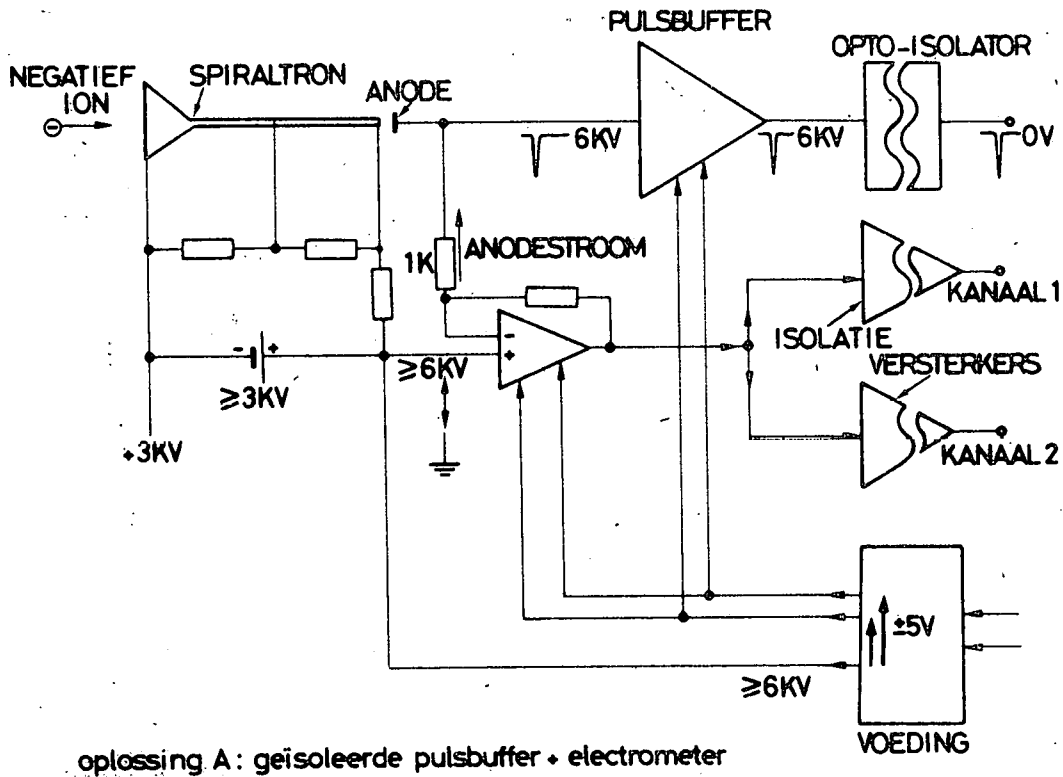 PULSBUFFER
OPTO-ISOLATOR
NEGATIEF
ION
SPIRALTRON
ANODE
⊖
6KV
6KV
0V
1K
ANODESTROOM
KANAAL 1
ISOLATIE
- +
≥3KV
≥6KV
-
+
VERSTERKERS
+3KV
KANAAL 2
±5V
≥6KV
VOEDING
oplossing A: geïsoleerde pulsbuffer + electrometer